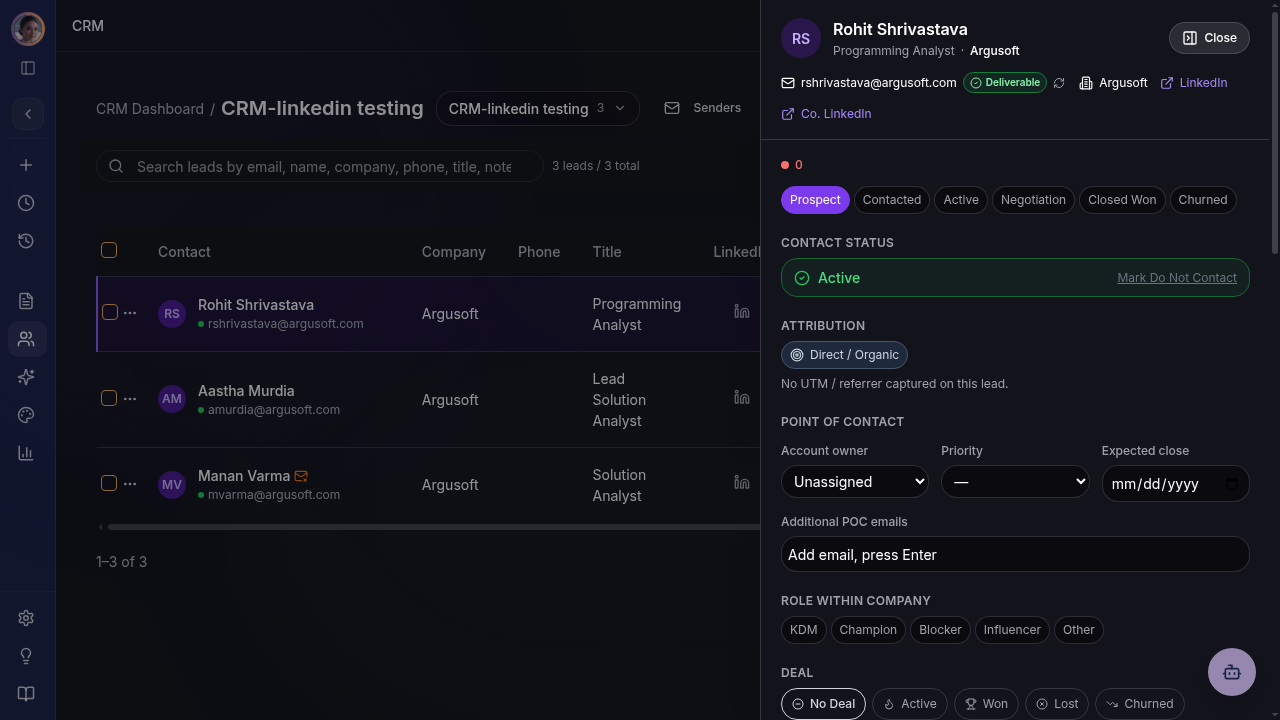 CRM
CRM Dashboard / CRM-linkedin testing
CRM-linkedin testing 3
Senders
Search leads by email, name, company, phone, title, note
3 leads / 3 total
Contact Company Phone Title LinkedI
RS Rohit Shrivastava
rshrivastava@argusoft.com
Argusoft
Programming
Analyst
AM Aastha Murdia
amurdia@argusoft.com
Argusoft
Lead
Solution
Analyst
MV Manan Varma
mvarma@argusoft.com
Argusoft
Solution
Analyst
1–3 of 3
RS
Rohit Shrivastava
Programming Analyst · Argusoft
Close
rshrivastava@argusoft.com Deliverable Argusoft LinkedIn
Co. LinkedIn
0
Prospect Contacted Active Negotiation Closed Won Churned
CONTACT STATUS
Active Mark Do Not Contact
ATTRIBUTION
Direct / Organic
No UTM / referrer captured on this lead.
POINT OF CONTACT
Account owner Priority Expected close
Unassigned — mm/dd/yyyy
Additional POC emails
Add email, press Enter
ROLE WITHIN COMPANY
KDM Champion Blocker Influencer Other
DEAL
No Deal Active Won Lost Churned